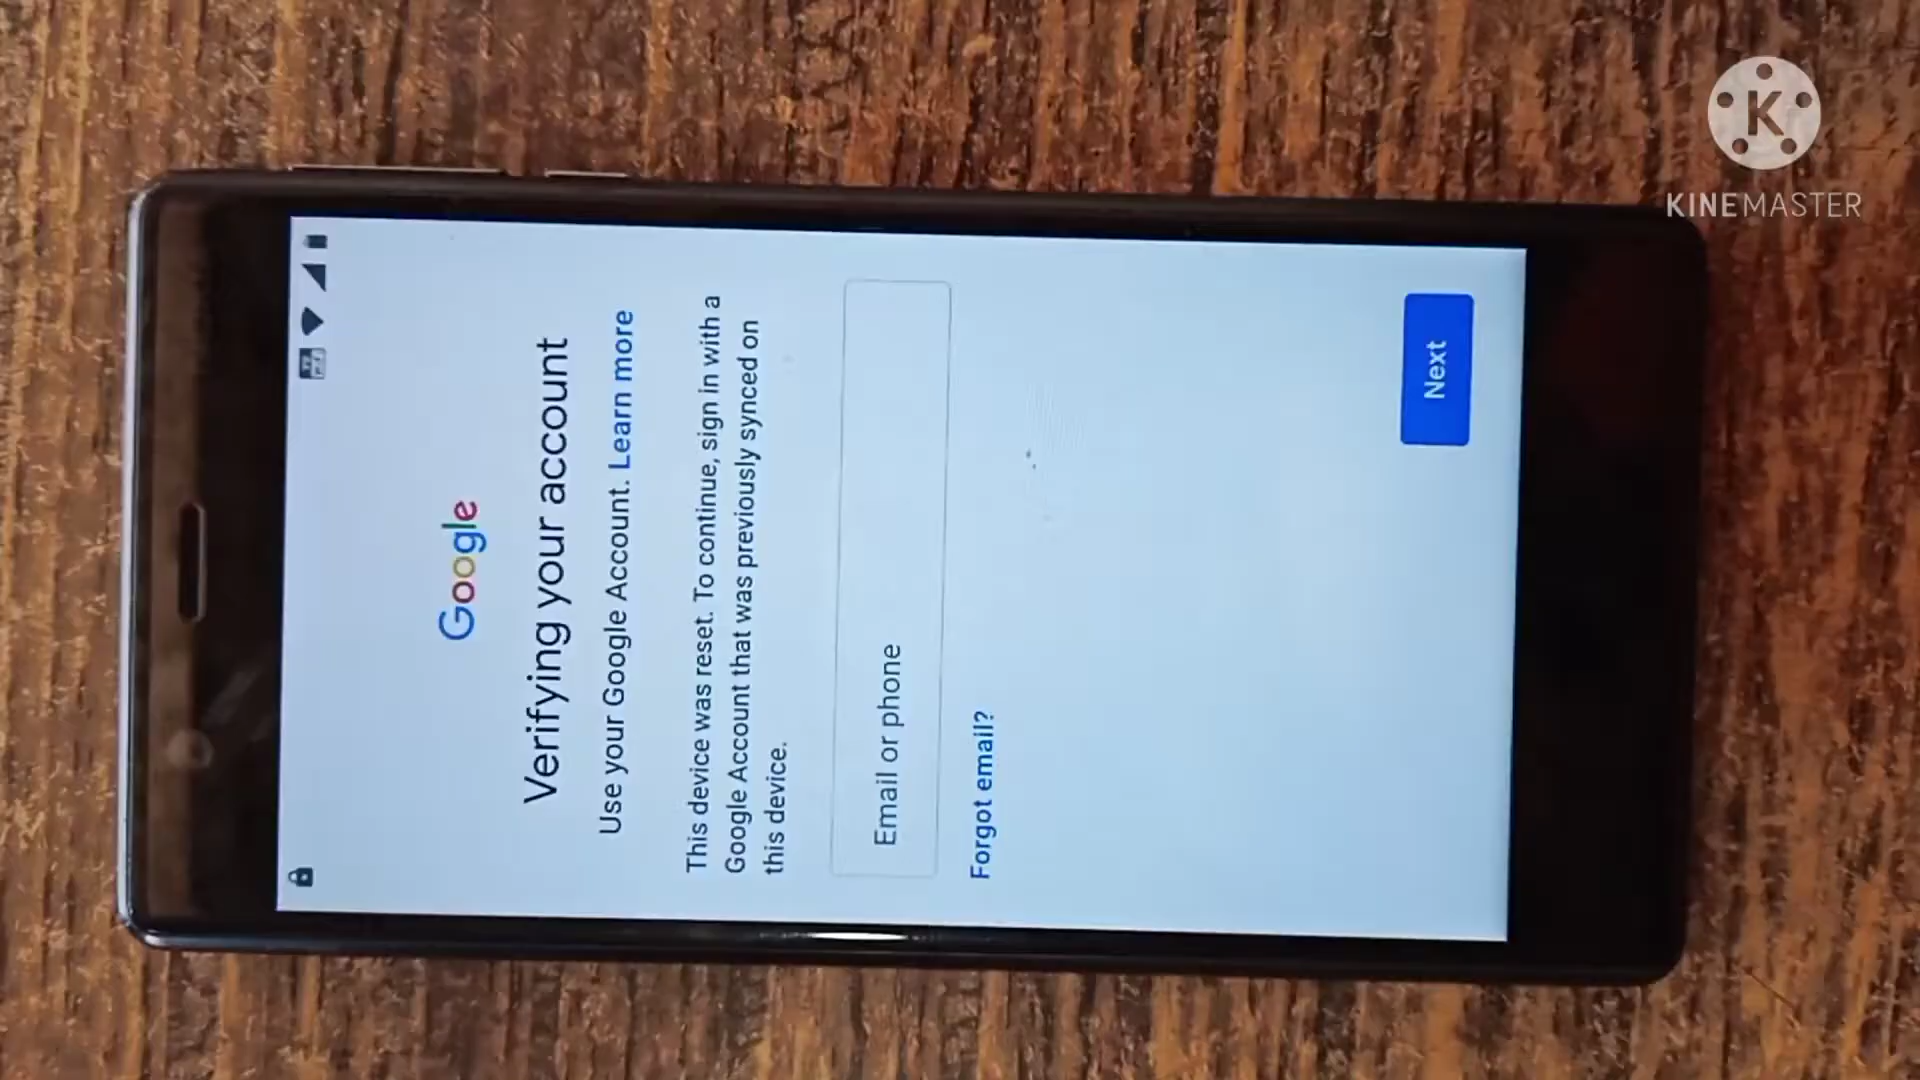 Google
Verifying your account
Use your Google Account. Learn more
This device was reset. To continue, sign in with a
Google Account that was previously synced on
this device.
Email or phone
Forgot email?
Next
K
KINEMASTER